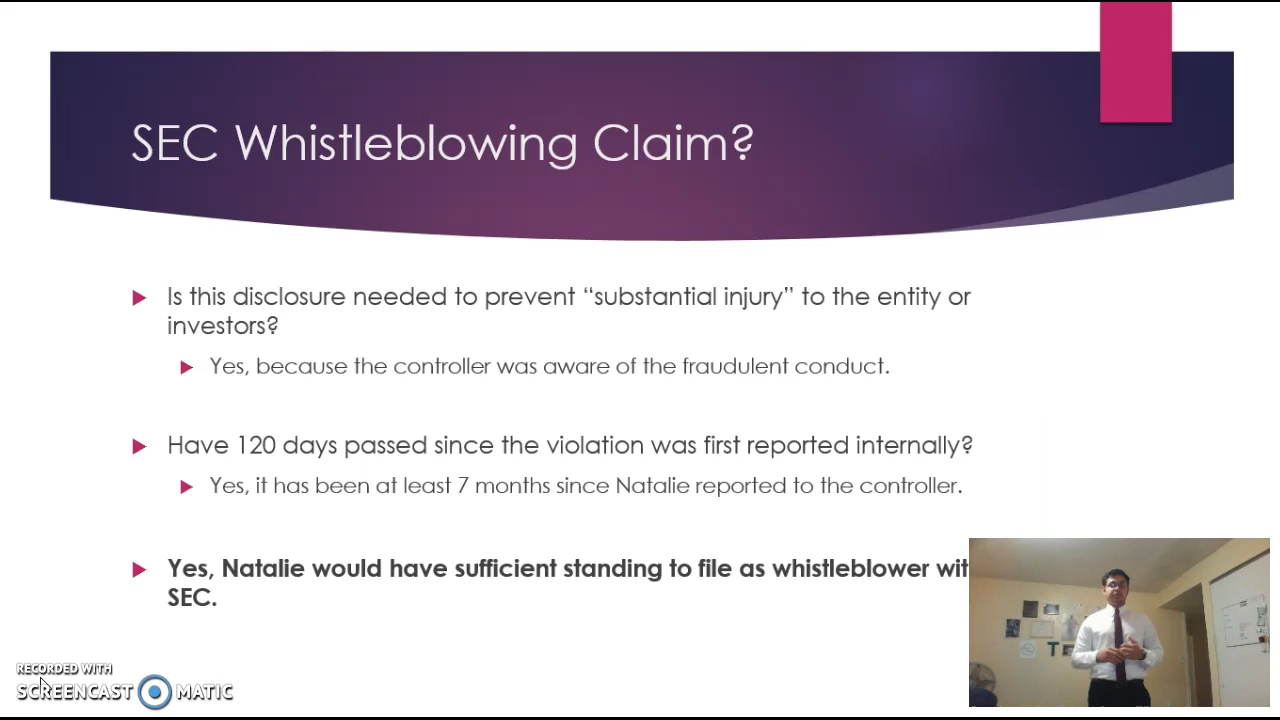 SEC Whistleblowing Claim?
Is this disclosure needed to prevent “substantial injury” to the entity or
investors?
Yes, because the controller was aware of the fraudulent conduct.
Have 120 days passed since the violation was first reported internally?
Yes, it has been at least 7 months since Natalie reported to the controller.
Yes, Natalie would have sufficient standing to file as whistleblower wit
SEC.
RECORDED WITH
SCREENCAST MATIC